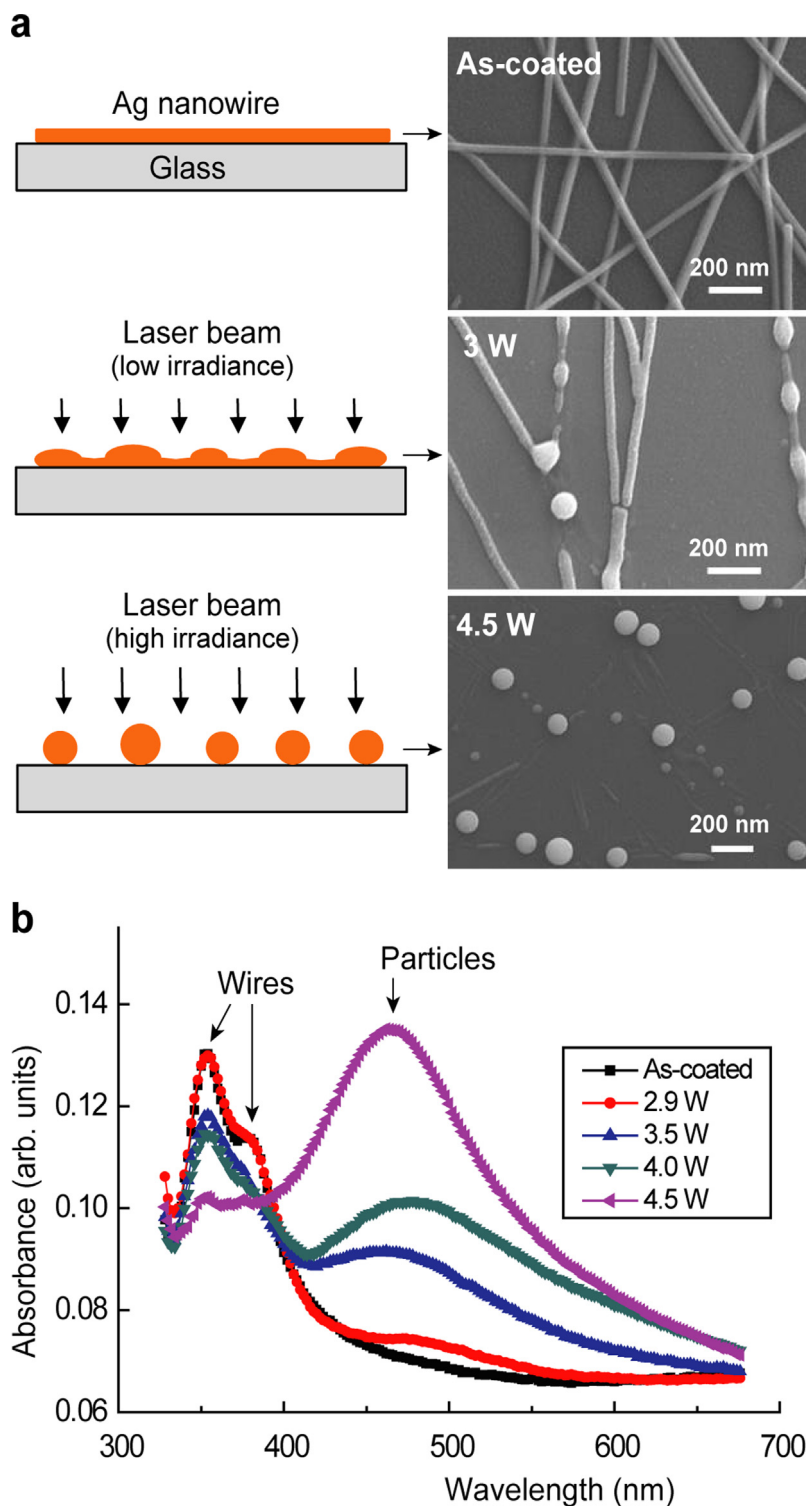 a
Ag nanowire
Glass
As-coated
200 nm
Laser beam
(low irradiance)
3 W
200 nm
Laser beam
(high irradiance)
4.5 W
200 nm
b
Wires
Particles
As-coated
2.9 W
3.5 W
4.0 W
4.5 W
Absorbance (arb. units)
0.14
0.12
0.10
0.08
0.06
300
400
500
600
700
Wavelength (nm)